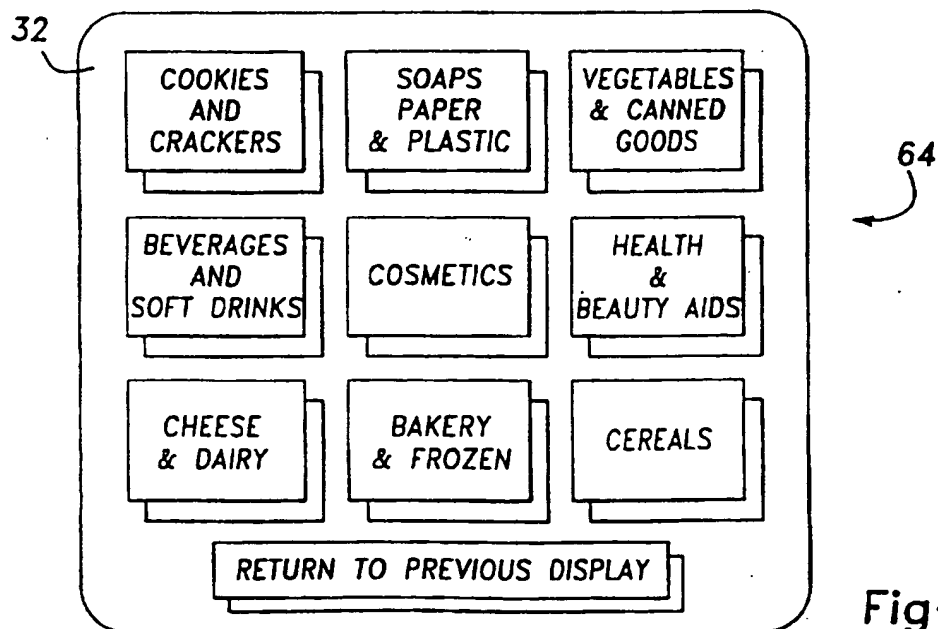 32
COOKIES
AND
CRACKERS
SOAPS
PAPER
& PLASTIC
VEGETABLES
& CANNED
GOODS
64
BEVERAGES
AND
SOFT DRINKS
COSMETICS
HEALTH
&
BEAUTY AIDS
CHEESE
& DAIRY
BAKERY
& FROZEN
CEREALS
RETURN TO PREVIOUS DISPLAY
Fig